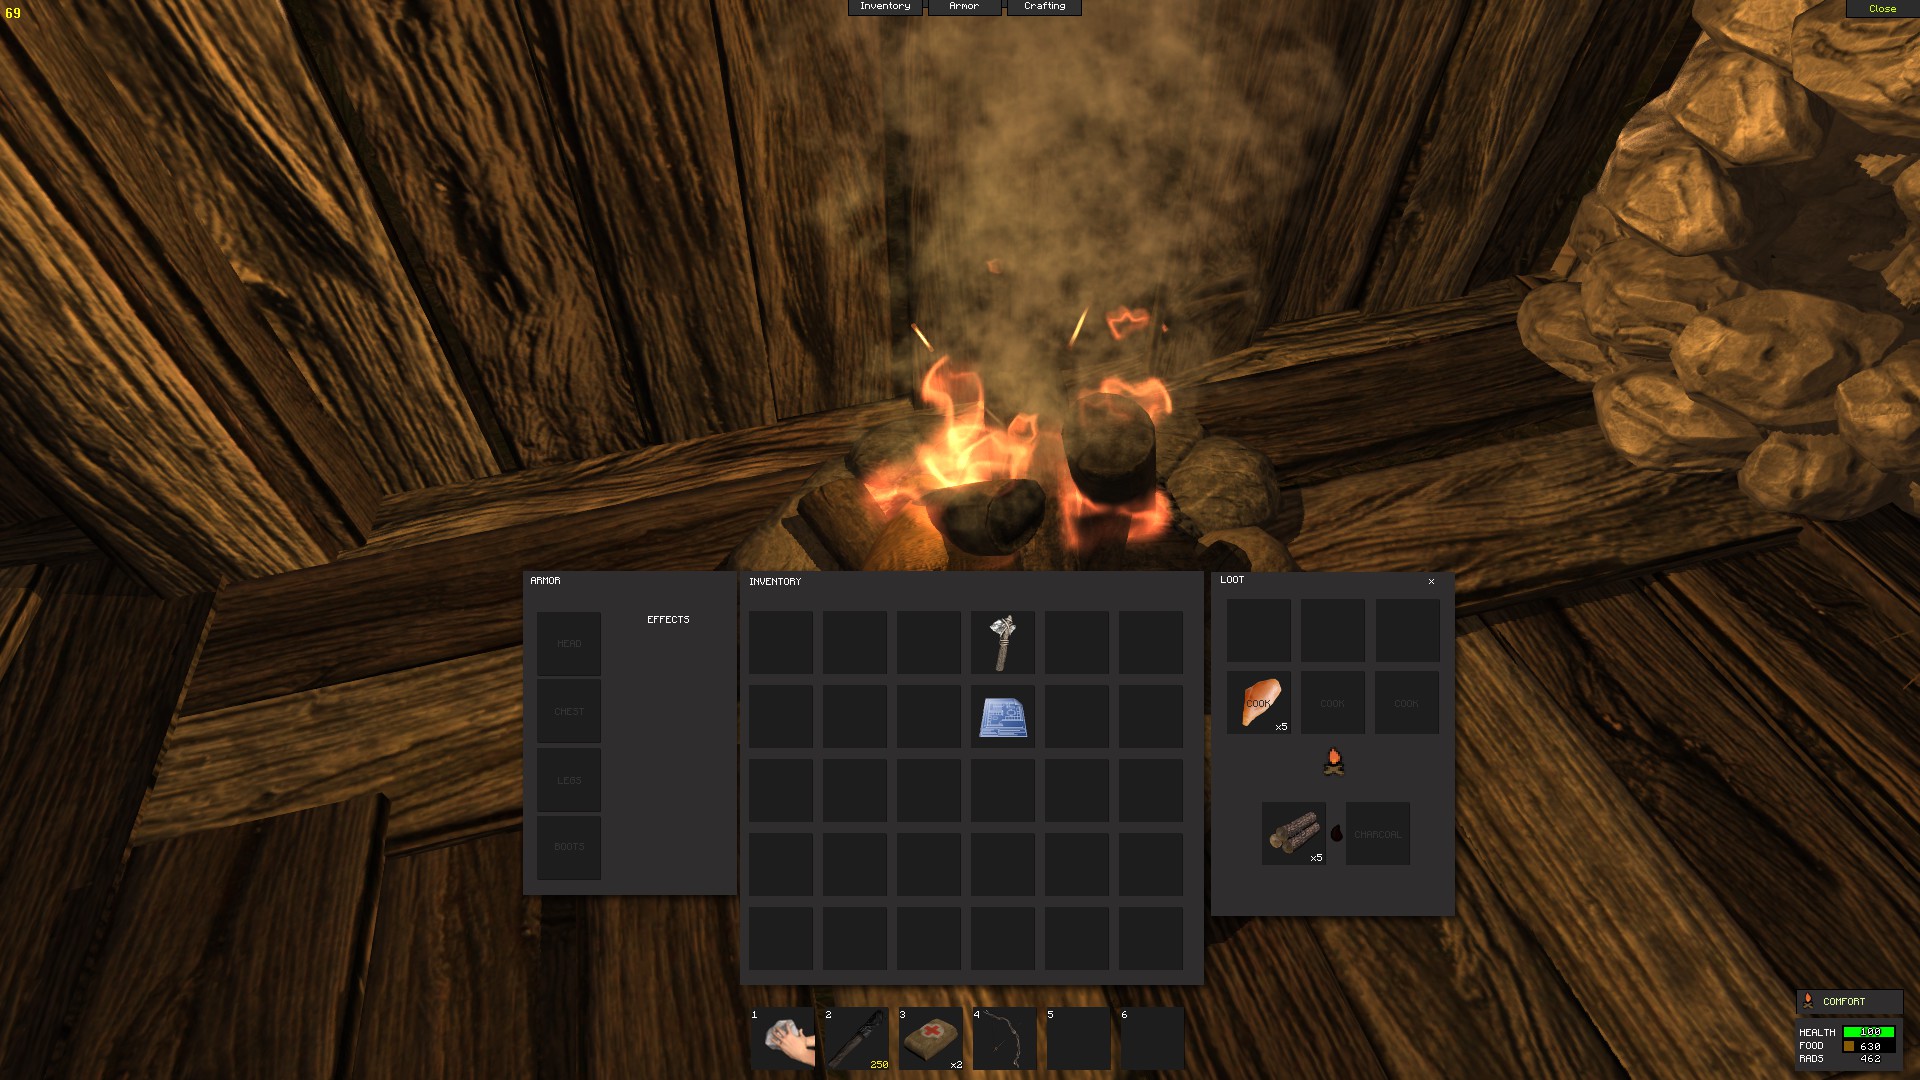 69
Inventory Armor Crafting
Close
ARMOR
EFFECTS
HEAD
CHEST
LEGS
BOOTS
INVENTORY
LOOT x
COOK COOK COOK
x5
x5
CHARCOAL
1 2 3 4 5 6
250 x2
COMFORT
HEALTH 100
FOOD 630
RADS 462